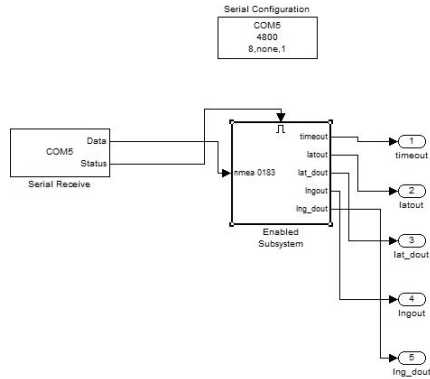 Serial Configuration
COM5
4800
8,none,1
Data
COM5
Status
Serial Receive
nmea 0183
timeout
latout
lat_dout
lngout
lng_dout
Enabled
Subsystem
1
timeout
2
latout
3
lat_dout
4
lngout
5
lng_dout